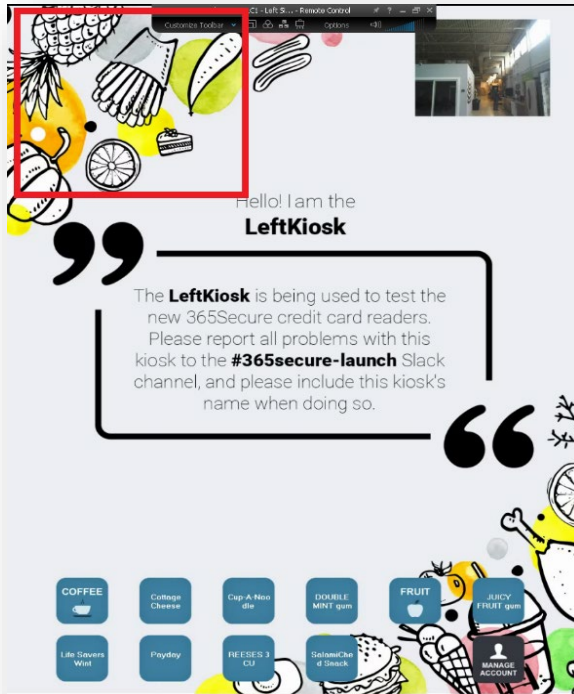 C1 - Left Si... - Remote Control
Customize Toolbar
Options
Hello! I am the
LeftKiosk
The LeftKiosk is being used to test the
new 365Secure credit card readers.
Please report all problems with this
kiosk to the #365secure-launch Slack
channel, and please include this kiosk's
name when doing so.
COFFEE
Cottage
Cheese
Cup-A-Noo
dle
DOUBLE
MINT gum
FRUIT
JUICY
FRUIT gum
Life Savers
Wint
Payday
REESES 3
CU
SalamiChe
d Snack
MANAGE
ACCOUNT